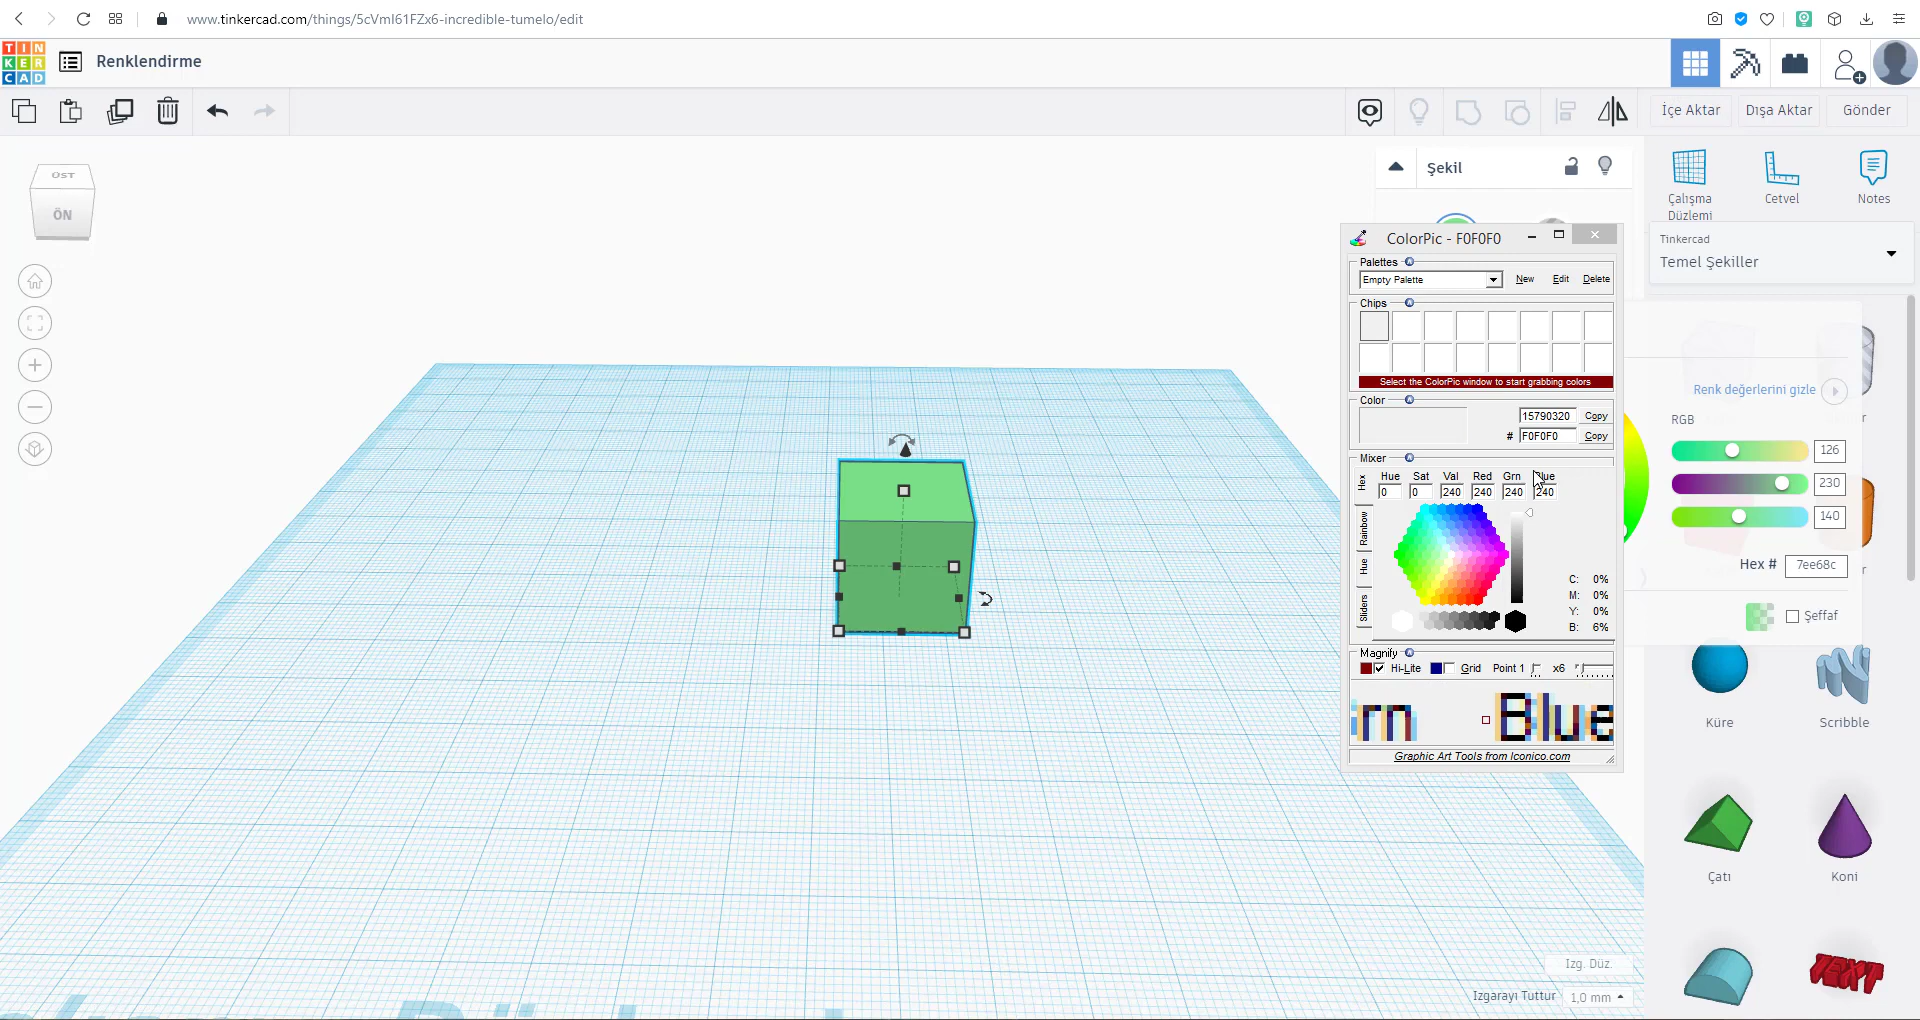 www.tinkercad.com/things/5cVmI61FZx6-incredible-tumelo/edit
TIN
KER
CAD
Renklendirme
İçe Aktar
Dışa Aktar
Gönder
OST
ÖN
Şekil
Çalışma
Düzlemi
Cetvel
Notes
Tinkercad
Temel Şekiller
ColorPic - F0F0F0
Palettes
Empty Palette
New
Edit
Delete
Chips
Select the ColorPic window to start grabbing colors
Color
15790320
Copy
# F0F0F0
Copy
Mixer
Hex
Rainbow
Hue
Sliders
Hue Sat Val Red Grn Blue
0 0 240 240 240 240
C: 0%
M: 0%
Y: 0%
B: 6%
Magnify
Hi-Lite
Grid
Point 1
x6
m Blue
Graphic Art Tools from Iconico.com
Renk değerlerini gizle
RGB
126
230
140
Hex # 7ee68c
Şeffaf
Küre
Scribble
Çatı
Koni
TEXT
Izg. Düz.
Izgarayı Tuttur
1,0 mm